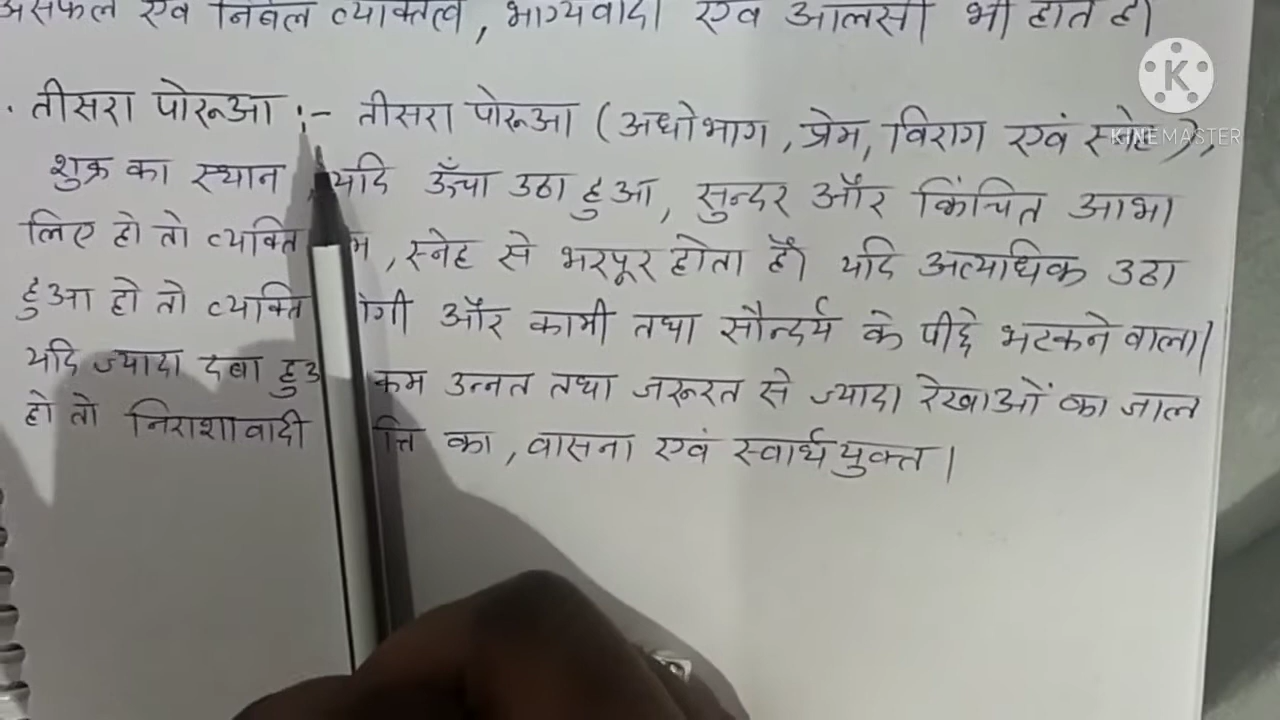 असफल एवं निर्बल व्यक्तित्व, भाग्यवादी एवं आलसी भी होते हैं।
K
KINEMASTER
. तीसरा पोरूआ :- तीसरा पोरूआ (अधोभाग, प्रेम, विराग एवं स्नेह),
शुक्र का स्थान, यदि ऊँचा उठा हुआ, सुन्दर और किंचित आभा
लिए हो तो व्यक्ति , स्नेह से भरपूर होता है। यदि अत्यधिक उठा
हुआ हो तो व्यक्ति और कामी तथा सौन्दर्य के पीछे भटकने वाला।
यदि ज्यादा दबा कम उन्नत तथा जरूरत से ज्यादा रेखाओं का जाल
हो तो निराशावादी का, वासना एवं स्वार्थयुक्त।